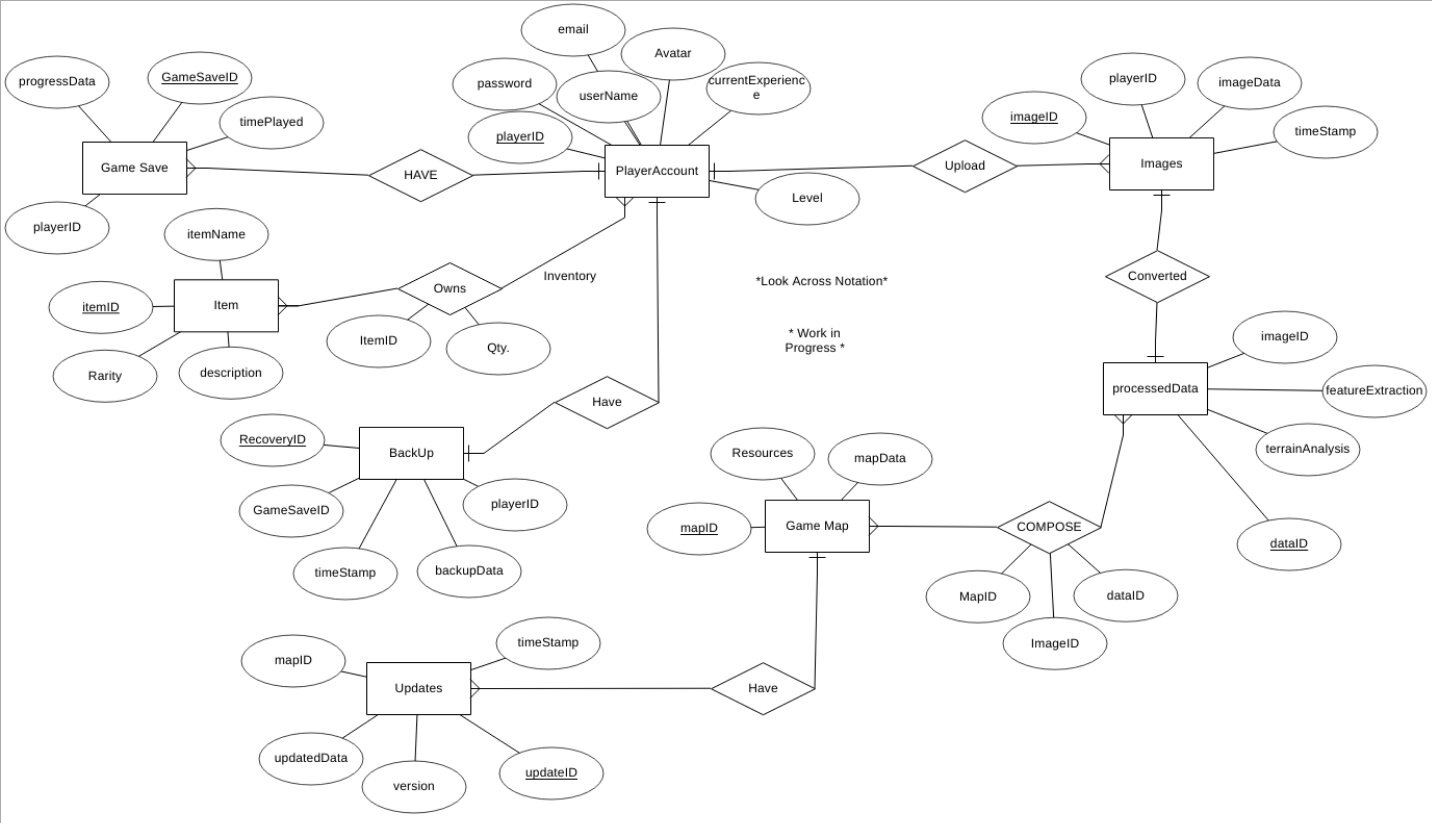 email
Avatar
progressData
GameSaveID
password
userName
currentExperienc
e
playerID
imageData
imageID
timePlayed
playerID
timeStamp
Game Save
HAVE
PlayerAccount
Upload
Images
playerID
Level
itemName
Inventory
*Look Across Notation*
Converted
itemID
Item
Owns
ItemID
Qty.
* Work in
Progress *
imageID
Rarity
description
processedData
featureExtraction
Have
RecoveryID
BackUp
Resources
mapData
terrainAnalysis
GameSaveID
playerID
mapID
Game Map
COMPOSE
dataID
timeStamp
backupData
MapID
dataID
ImageID
mapID
timeStamp
Updates
Have
updatedData
version
updateID